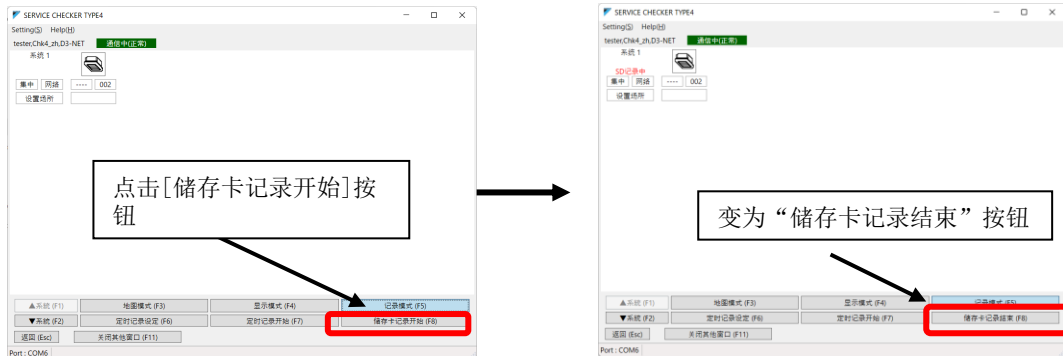 SERVICE CHECKER TYPE4
Setting(S) Help(H)
tester,Chk4_zh,D3-NET 通信中(正常)
系统 1
集中 网络 ---- 002
设置场所
点击[储存卡记录开始]按
钮
▲系统 (F1) 地图模式 (F3) 显示模式 (F4) 记录模式 (F5)
▼系统 (F2) 定时记录设定 (F6) 定时记录开始 (F7) 储存卡记录开始 (F8)
返回 (Esc) 关闭其他窗口 (F11)
Port : COM6
SERVICE CHECKER TYPE4
Setting(S) Help(H)
tester,Chk4_zh,D3-NET 通信中(正常)
系统 1
SD记录中
集中 网络 ---- 002
设置场所
变为“储存卡记录结束”按钮
▲系统 (F1) 地图模式 (F3) 显示模式 (F4) 记录模式 (F5)
▼系统 (F2) 定时记录设定 (F6) 定时记录开始 (F7) 储存卡记录结束 (F8)
返回 (Esc) 关闭其他窗口 (F11)
Port : COM6